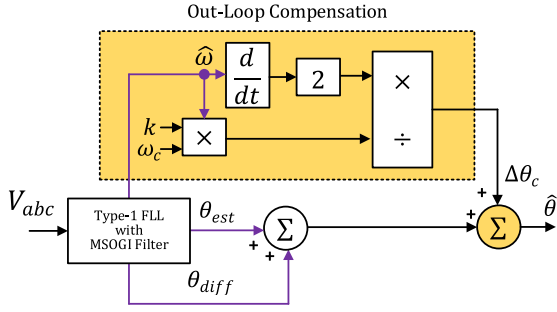 Out-Loop Compensation
ω̂
d
dt
2
×
÷
k
ω_c
×
Δθ_c
V_abc
Type-1 FLL
with
MSOGI Filter
θ_est
+
+
Σ
+
+
Σ
θ̂
θ_diff